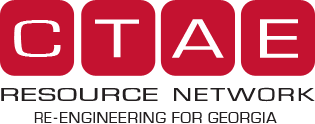 CTAE
RESOURCE NETWORK
RE-ENGINEERING FOR GEORGIA